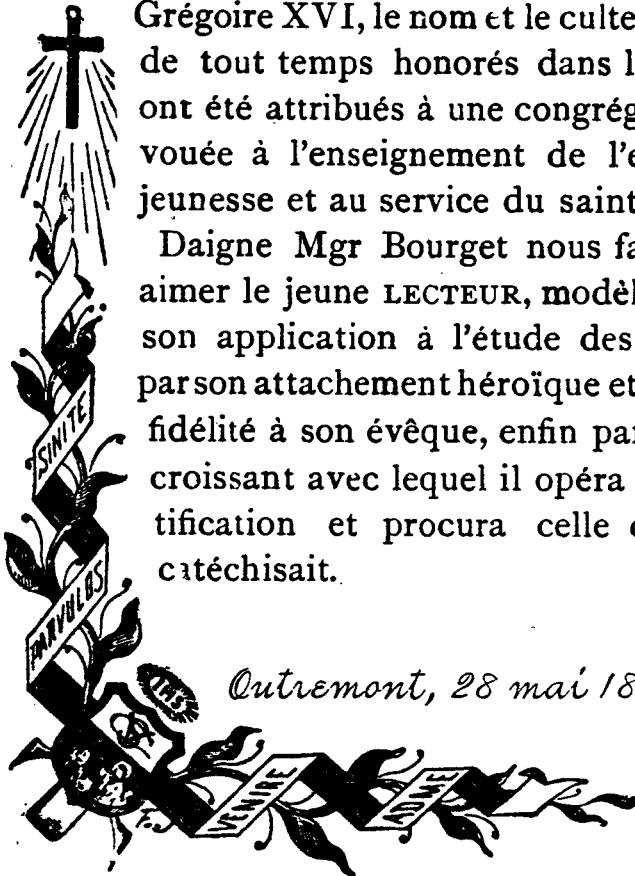 Grégoire XVI, le nom et le culte
de tout temps honorés dans l
ont été attribués à une congrég
vouée à l'enseignement de l'e
jeunesse et au service du saint
Daigne Mgr Bourget nous fa
aimer le jeune LECTEUR, modèl
son application à l'étude des
par son attachement héroïque et
fidélité à son évêque, enfin par
croissant avec lequel il opéra
tification et procura celle
catéchisait.
Outremont, 28 mai 18
SINITE
PARVULOS
IHS
VENIRE
AD ME